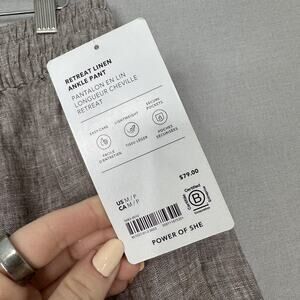 RETREAT LINEN
ANKLE PANT
PANTALON EN LIN
LONGUEUR CHEVILLE
RETREAT
EASY CARE
FACILE
D'ENTRETIEN
LIGHTWEIGHT
TISSU LÉGER
SECURE
POCKETS
POCHES
SÉCURISÉES
US M / P
CA M / P
$79.00
Certified
B
Corporation
POWER OF SHE